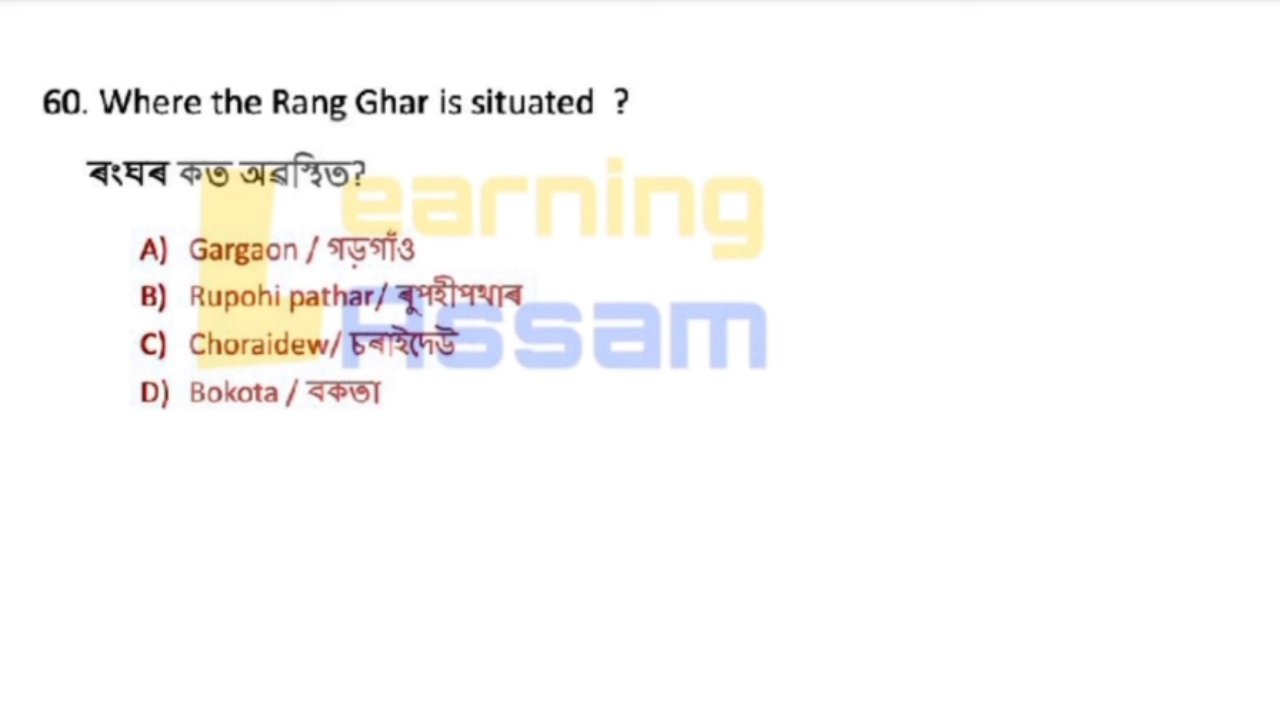 60. Where the Rang Ghar is situated ?
ৰংঘৰ কত অৱস্থিত?
Learning
Assam
A) Gargaon / গড়গাঁও
B) Rupohi pathar/ ৰুপহীপথাৰ
C) Choraidew/ চৰাইদেউ
D) Bokota / বকতা